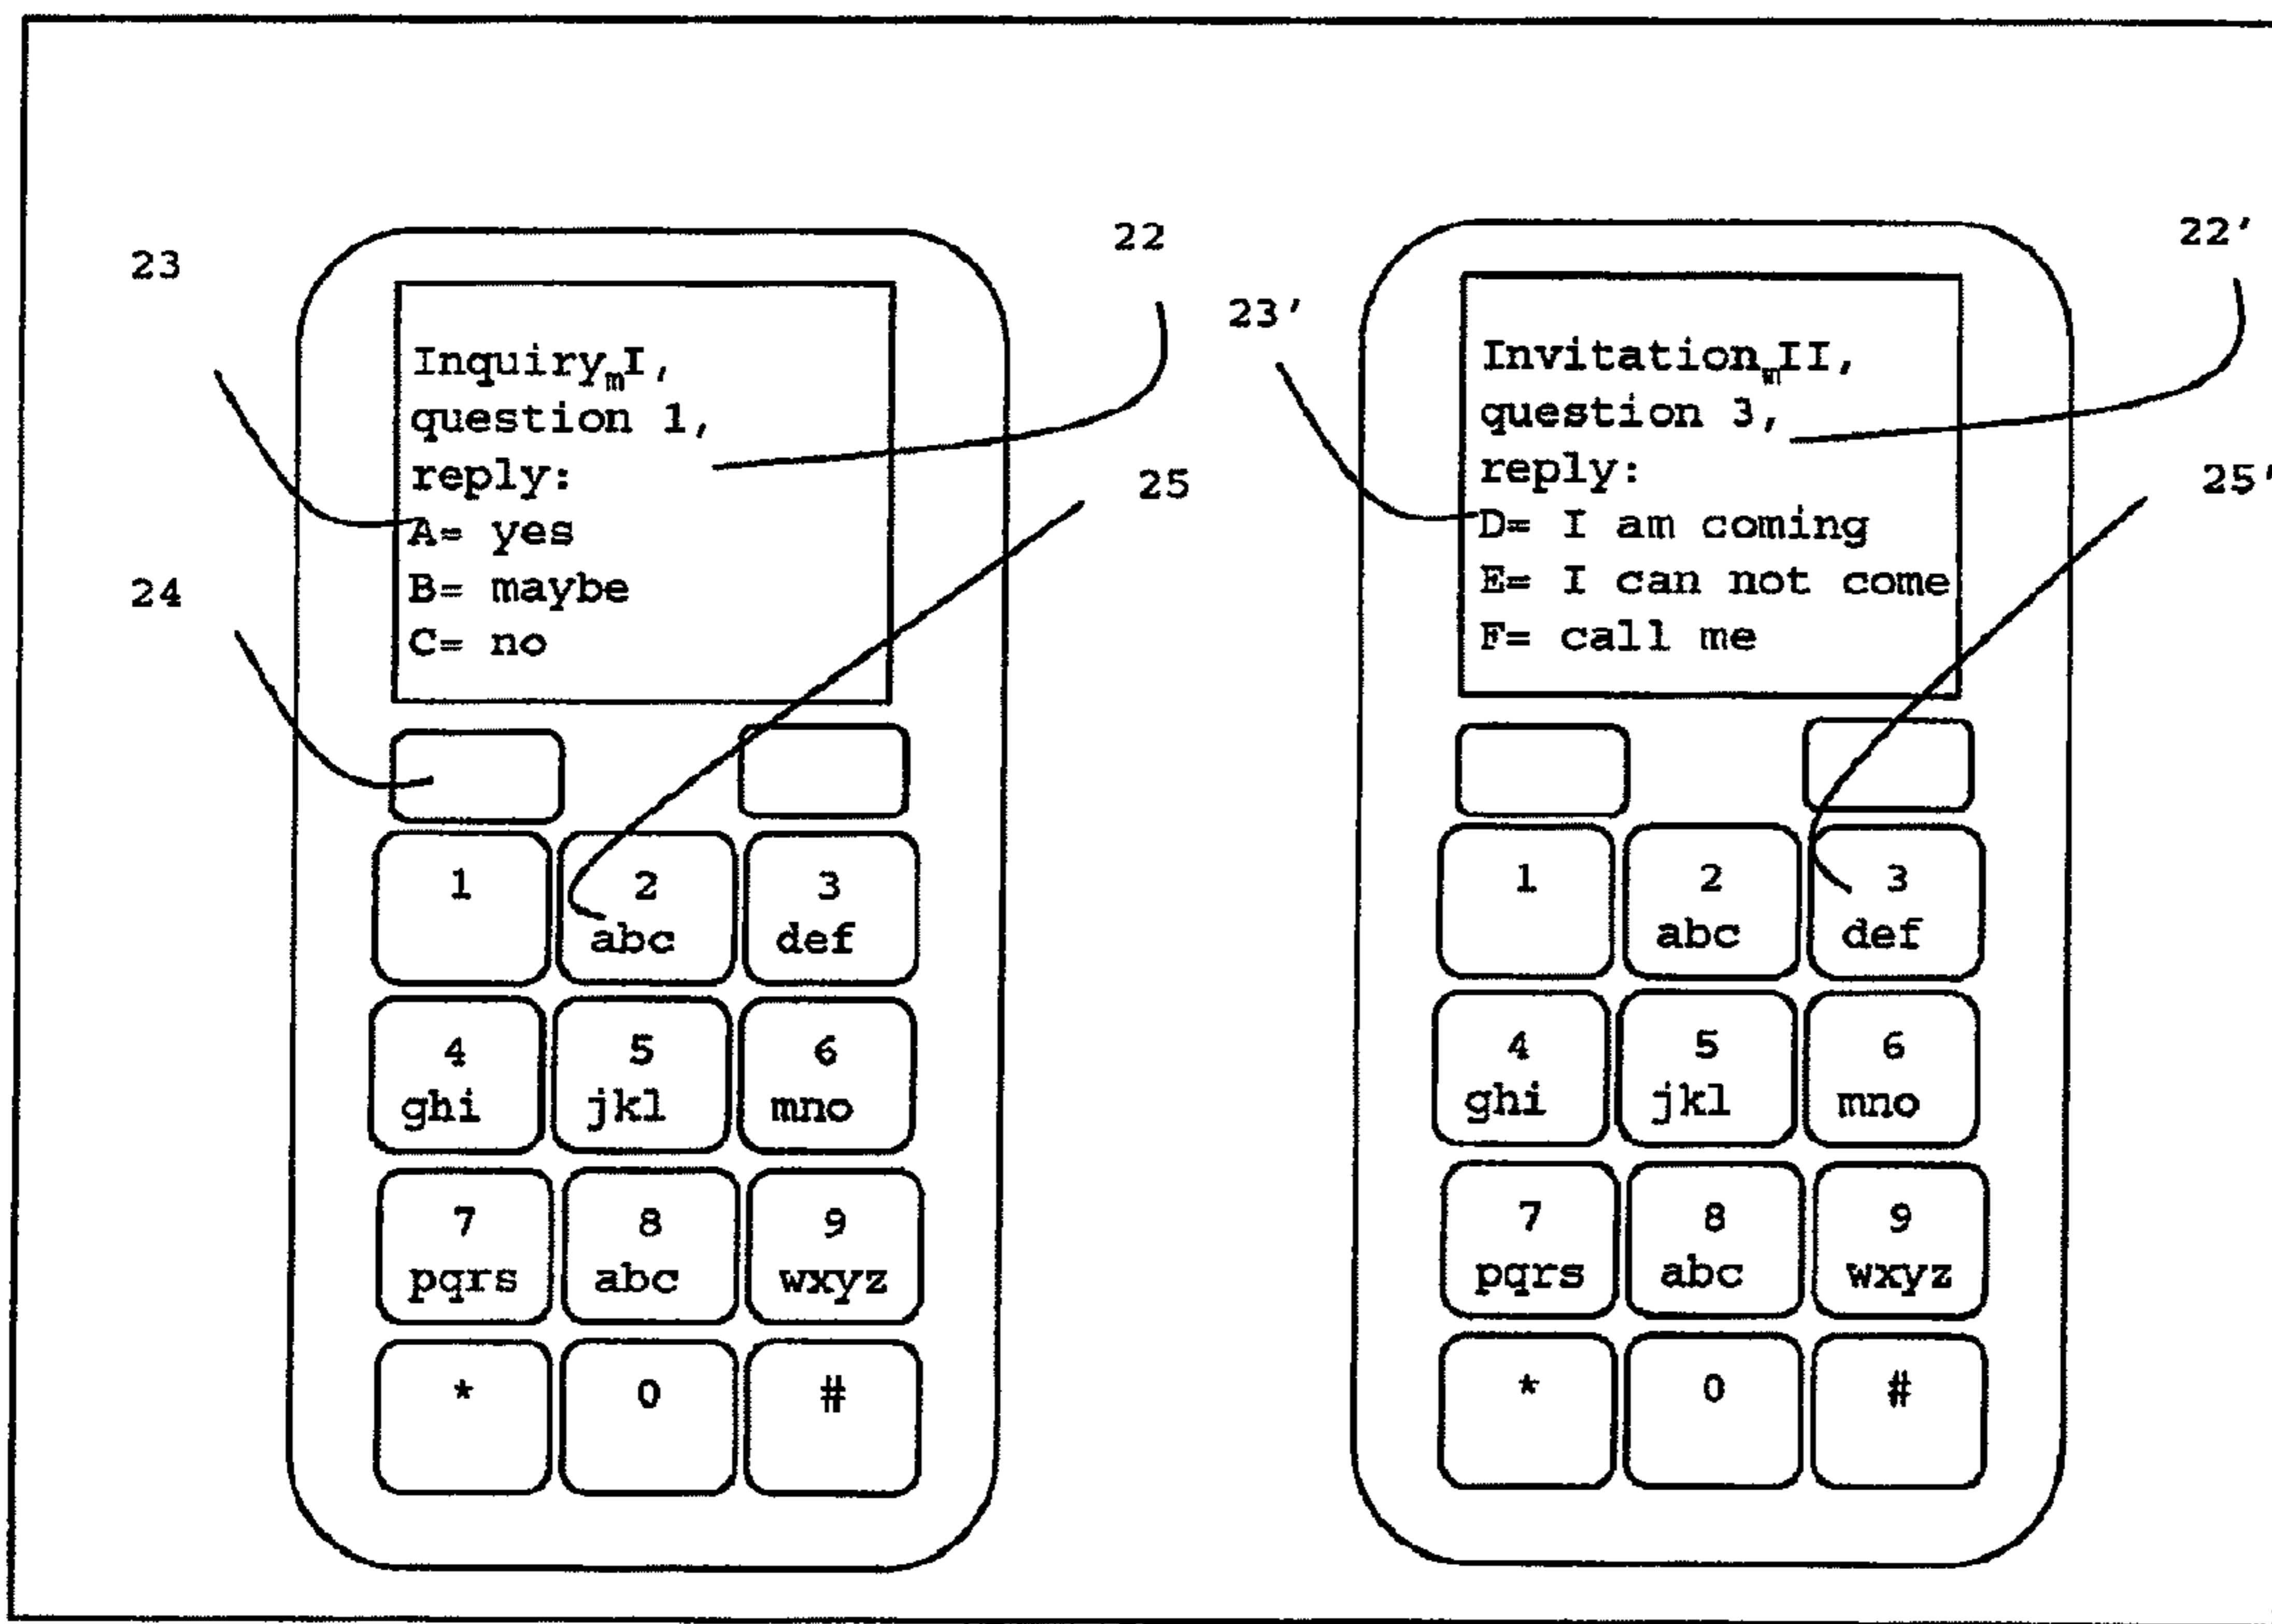 23
22
Inquiry_mI,
question 1,
reply:
A= yes
B= maybe
C= no
24
25
1
2
abc
3
def
4
ghi
5
jkl
6
mno
7
pqrs
8
abc
9
wxyz
*
0
#
23'
22'
Invitation_mII,
question 3,
reply:
D= I am coming
E= I can not come
F= call me
25'
1
2
abc
3
def
4
ghi
5
jkl
6
mno
7
pqrs
8
abc
9
wxyz
*
0
#